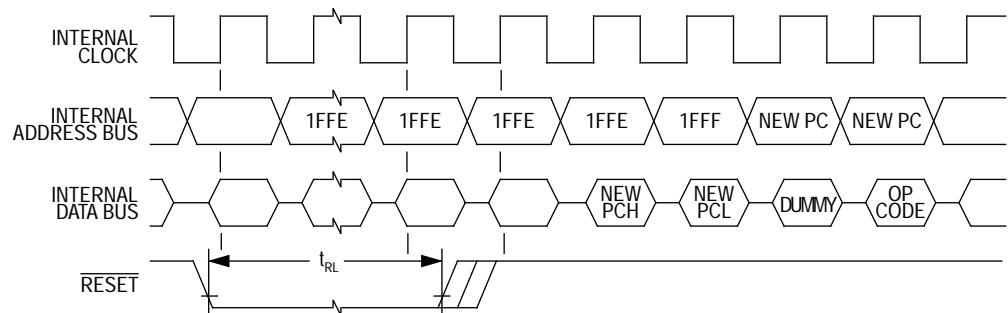 INTERNAL
CLOCK
INTERNAL
ADDRESS BUS
1FFE
1FFE
1FFE
1FFE
1FFF
NEW PC
NEW PC
INTERNAL
DATA BUS
NEW
PCH
NEW
PCL
DUMMY
OP
CODE
RESET
tRL